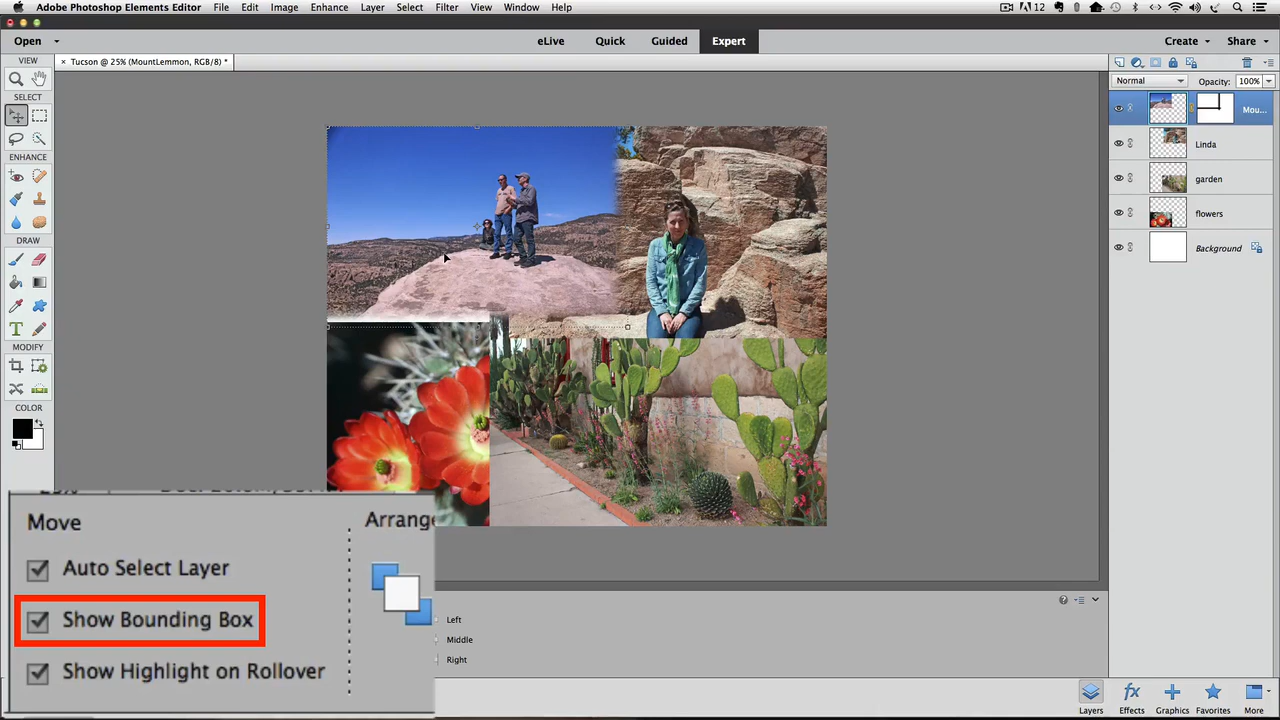 Adobe Photoshop Elements Editor File Edit Image Enhance Layer Select Filter View Window Help 12
Open eLive Quick Guided Expert Create Share
VIEW × Tucson @ 25% (MountLemmon, RGB/8) *
Normal Opacity: 100%
SELECT
Mou...
Linda
ENHANCE
garden
flowers
DRAW
Background
T
MODIFY
COLOR
Move Arrange
Auto Select Layer
Show Bounding Box
Show Highlight on Rollover
Left
Middle
Right
Layers Effects Graphics Favorites More